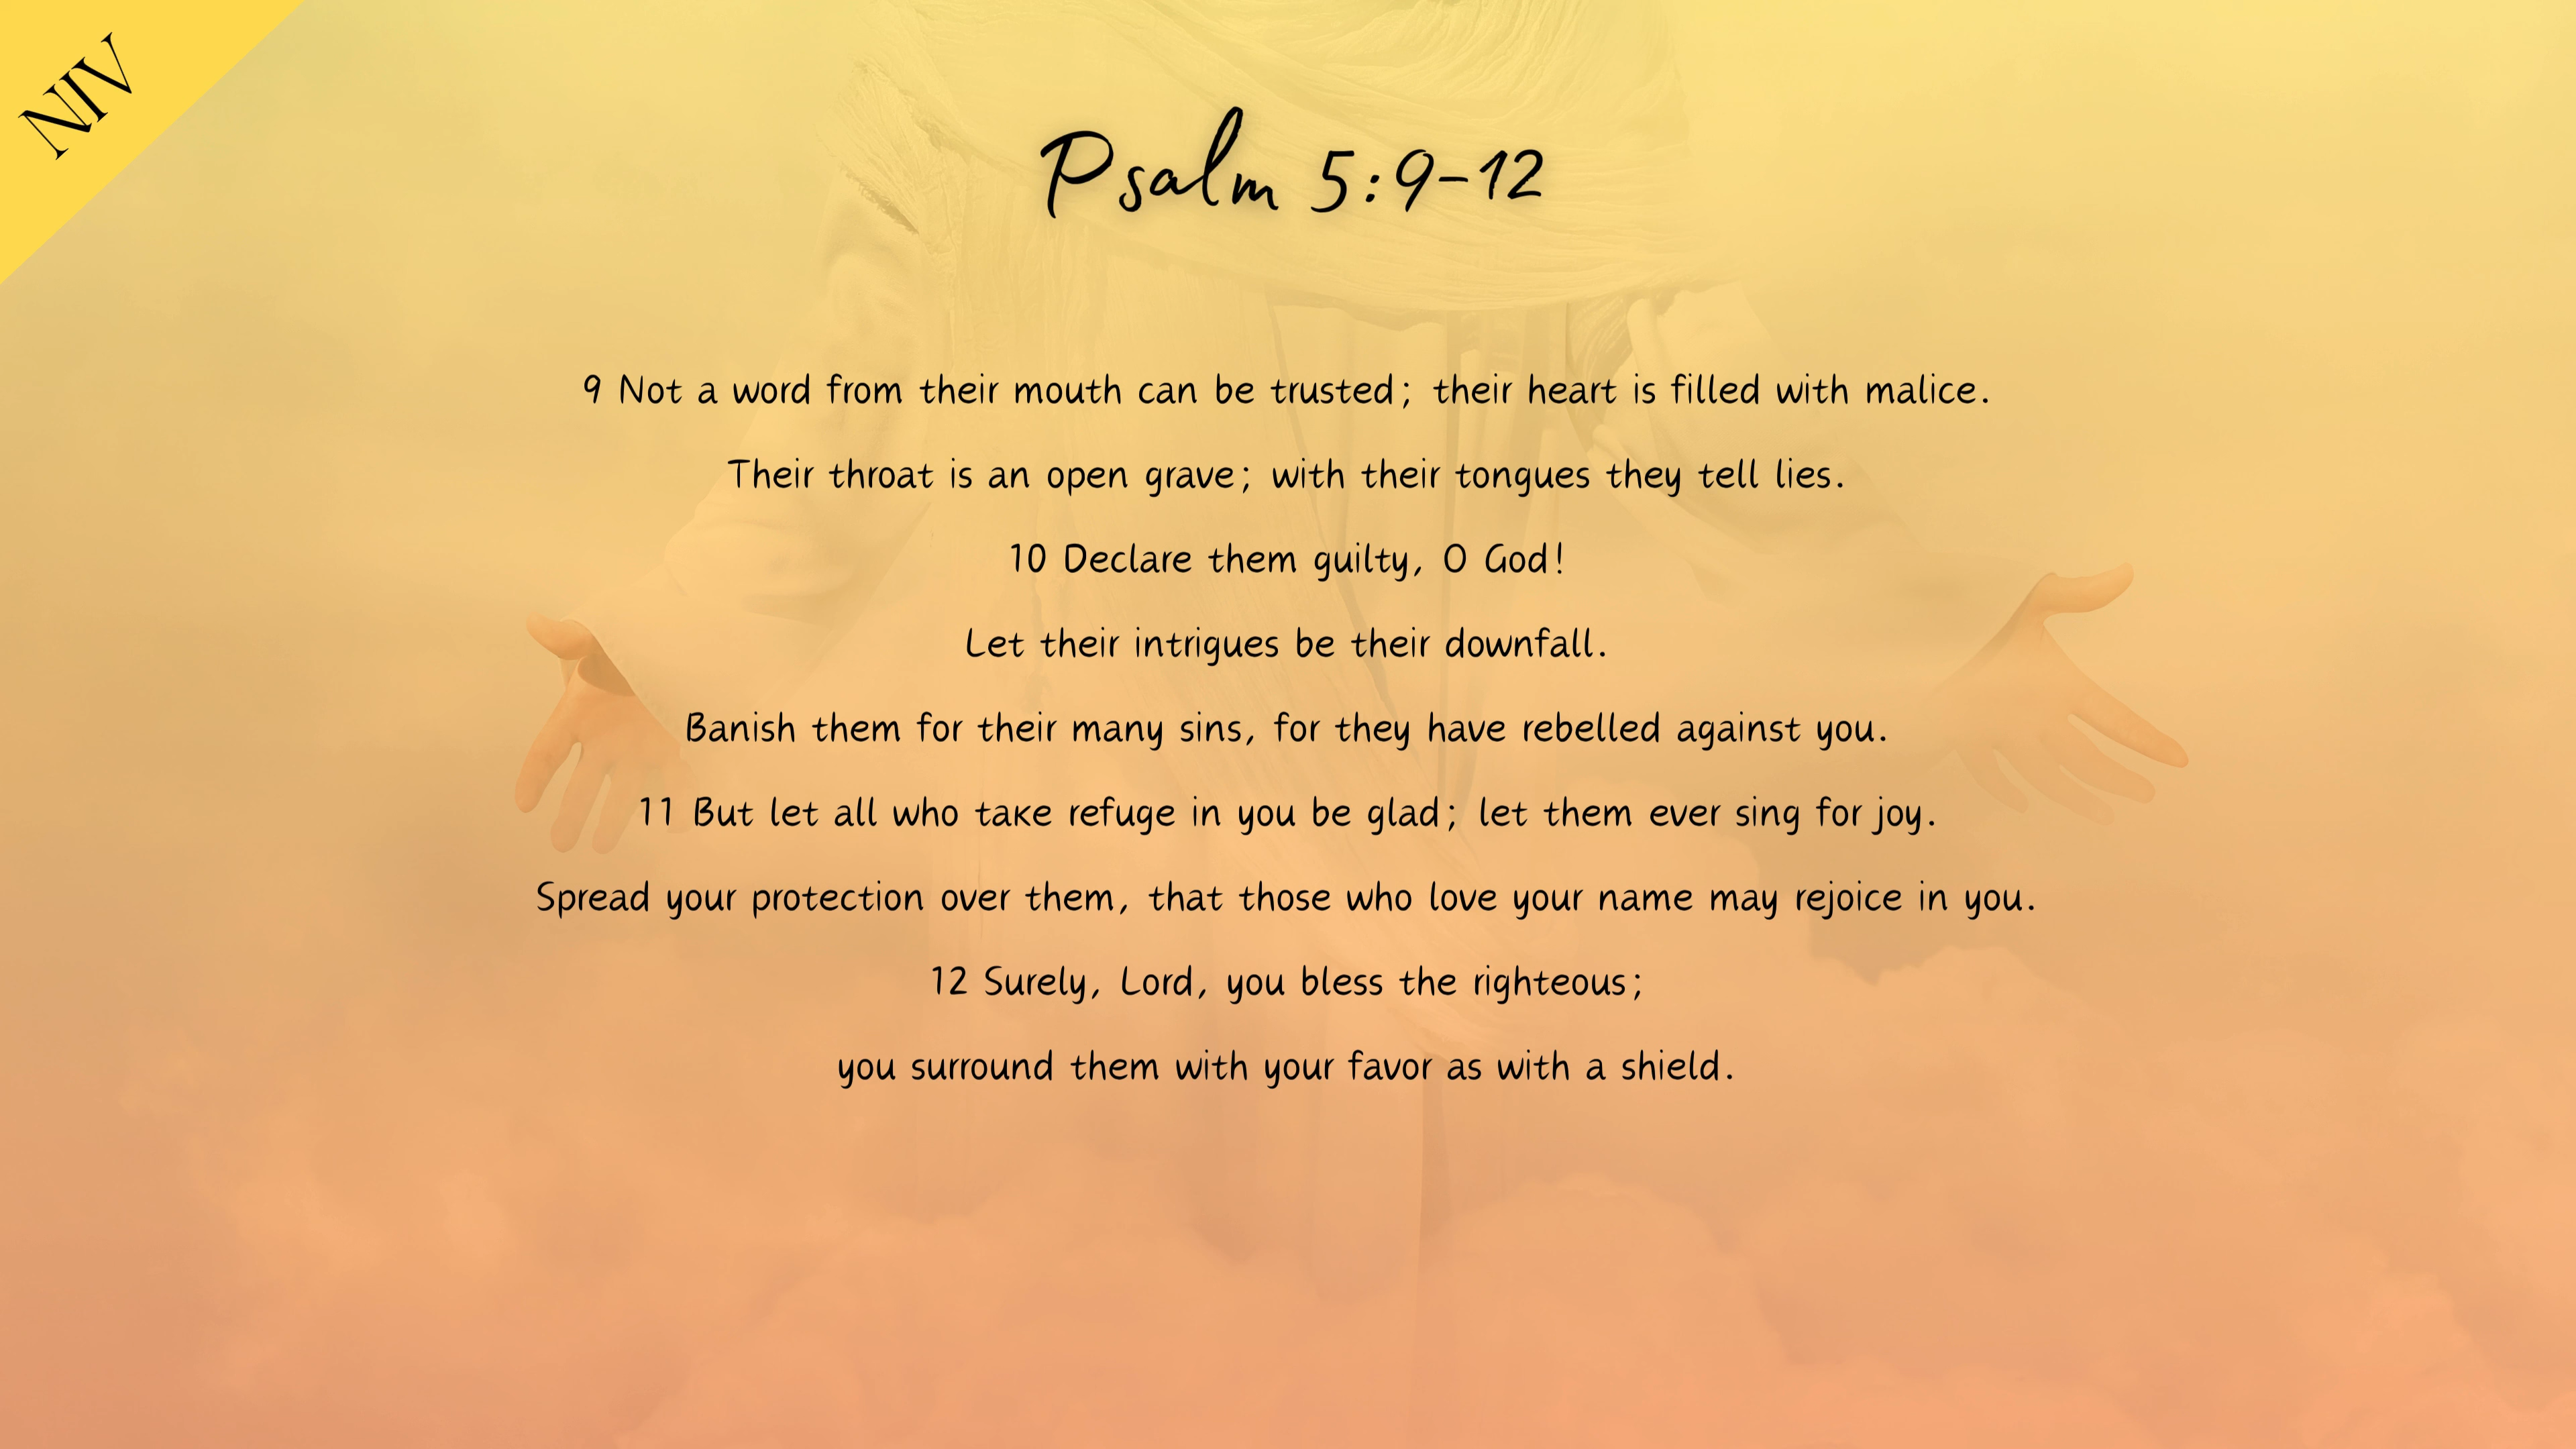 NIV
Psalm 5:9-12
9 Not a word from their mouth can be trusted; their heart is filled with malice.
Their throat is an open grave; with their tongues they tell lies.
10 Declare them guilty, O God!
Let their intrigues be their downfall.
Banish them for their many sins, for they have rebelled against you.
11 But let all who take refuge in you be glad; let them ever sing for joy.
Spread your protection over them, that those who love your name may rejoice in you.
12 Surely, Lord, you bless the righteous;
you surround them with your favor as with a shield.